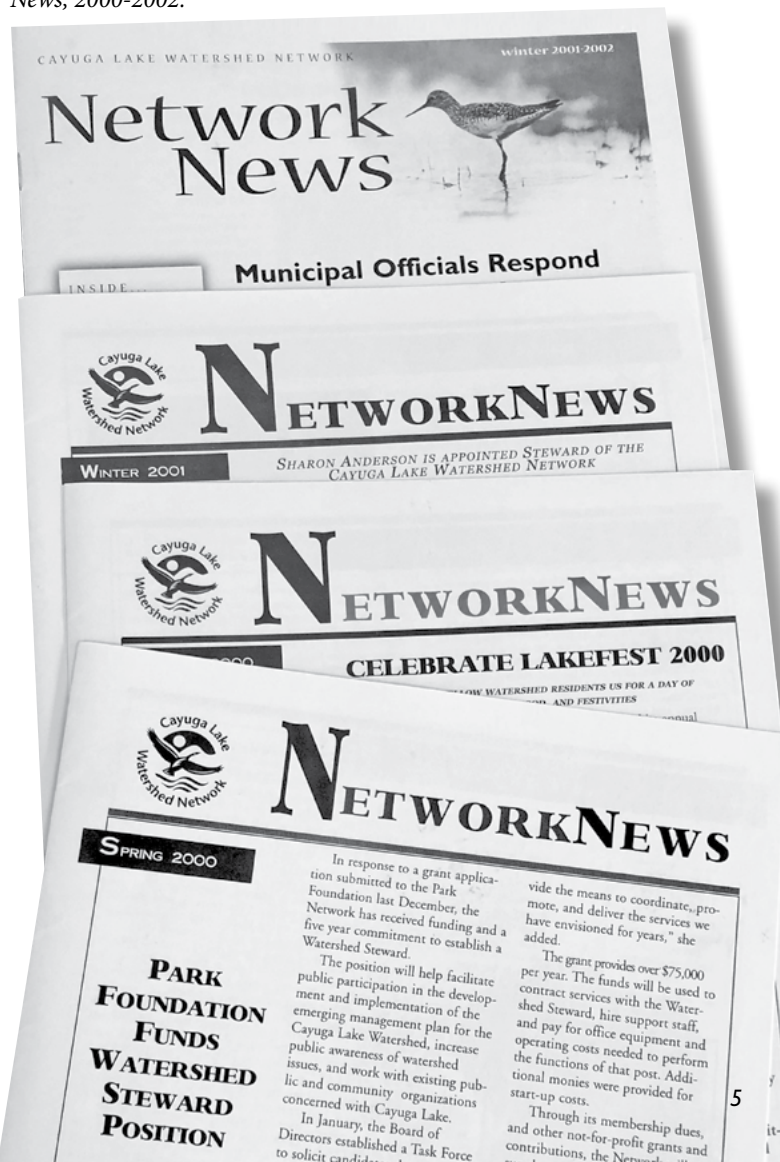 News, 2000-2002.
CAYUGA LAKE WATERSHED NETWORK
winter 2001-2002
Network
News
INSIDE...
Municipal Officials Respond
Cayuga Lake
Watershed Network
NETWORKNEWS
WINTER 2001
SHARON ANDERSON IS APPOINTED STEWARD OF THE
CAYUGA LAKE WATERSHED NETWORK
Cayuga Lake
Watershed Network
NETWORKNEWS
CELEBRATE LAKEFEST 2000
WATERSHED RESIDENTS US FOR A DAY OF
AND FESTIVITIES
annual
Cayuga Lake
Watershed Network
NETWORKNEWS
SPRING 2000
PARK
FOUNDATION
FUNDS
WATERSHED
STEWARD
POSITION
In response to a grant applica-
tion submitted to the Park
Foundation last December, the
Network has received funding and a
five year commitment to establish a
Watershed Steward.
The position will help facilitate
public participation in the develop-
ment and implementation of the
emerging management plan for the
Cayuga Lake Watershed, increase
public awareness of watershed
issues, and work with existing pub-
lic and community organizations
concerned with Cayuga Lake.
In January, the Board of
Directors established a Task Force
to solicit
vide the means to coordinate, pro-
mote, and deliver the services we
have envisioned for years," she
added.
The grant provides over $75,000
per year. The funds will be used to
contract services with the Water-
shed Steward, hire support staff,
and pay for office equipment and
operating costs needed to perform
the functions of that post. Addi-
tional monies were provided for
start-up costs.
Through its membership dues,
and other not-for-profit grants and
contributions, the
5